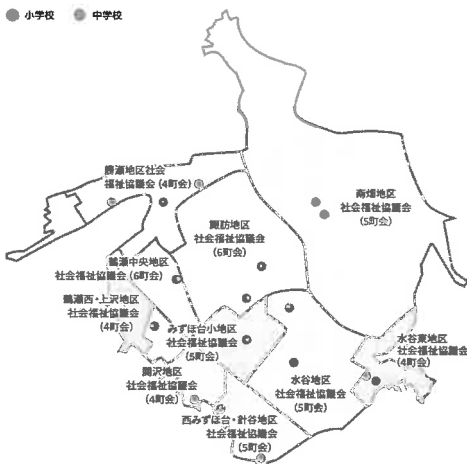 小学校
中学校
勝瀬地区社会
福祉協議会(4町会)
南畑地区
社会福祉協議会
(5町会)
諏訪地区
社会福祉協議会
(6町会)
鶴瀬中央地区
社会福祉協議会(6町会)
鶴瀬西・上沢地区
社会福祉協議会
(4町会)
みずほ台小地区
社会福祉協議会
(5町会)
水谷東地区
社会福祉協議会
(4町会)
関沢地区
社会福祉協議会
(4町会)
水谷地区
社会福祉協議会
(5町会)
西みずほ台・針谷地区
社会福祉協議会
(5町会)